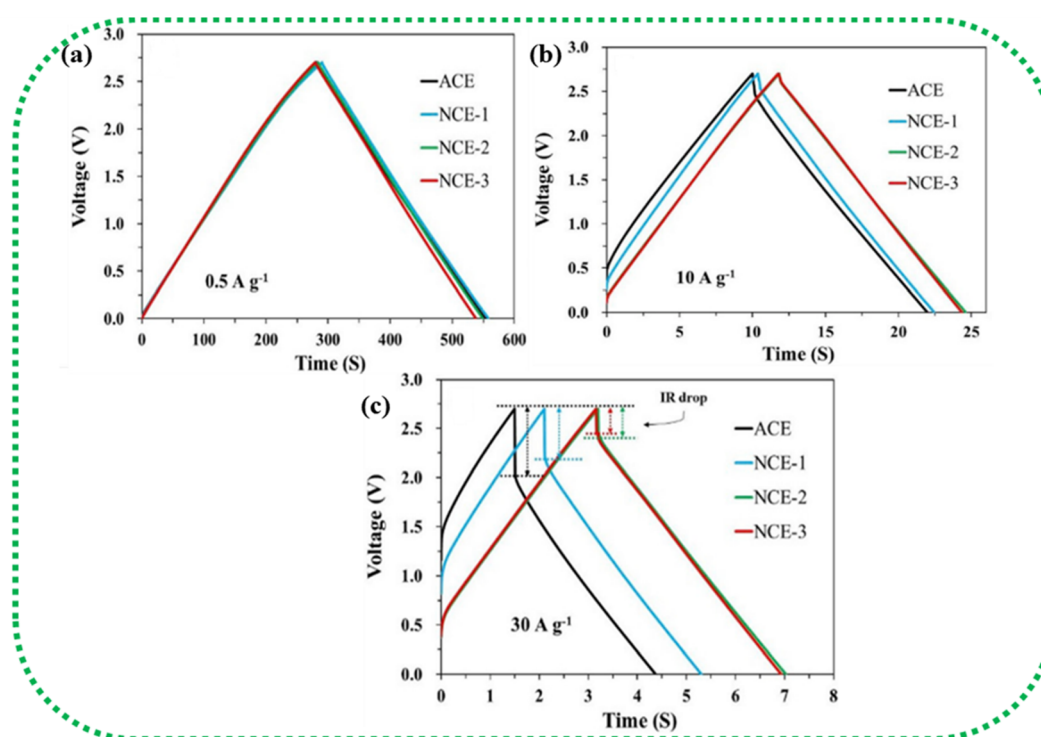 (a)
3.0
2.5
2.0
1.5
1.0
0.5
0.0
Voltage (V)
ACE
NCE-1
NCE-2
NCE-3
0.5 A g⁻¹
0 100 200 300 400 500 600
Time (S)
(b)
3.0
2.5
2.0
1.5
1.0
0.5
0.0
Voltage (V)
ACE
NCE-1
NCE-2
NCE-3
10 A g⁻¹
0 5 10 15 20 25
Time (S)
(c)
3.0
2.5
2.0
1.5
1.0
0.5
0.0
Voltage (V)
IR drop
ACE
NCE-1
NCE-2
NCE-3
30 A g⁻¹
0 1 2 3 4 5 6 7 8
Time (S)